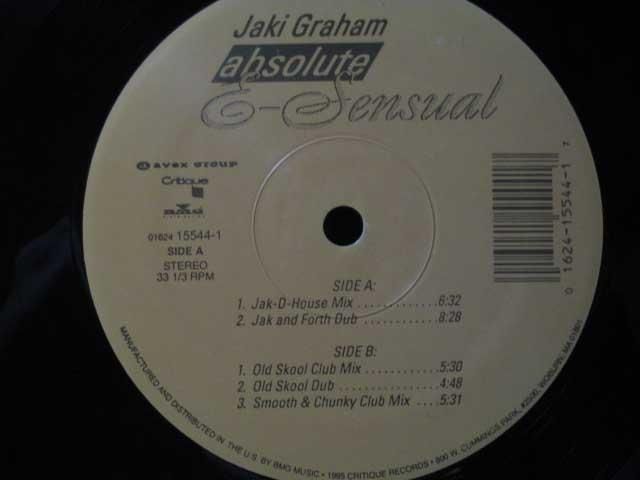 Jaki Graham
absolute
E-Sensual
avex group
Critique
BMG
01624 15544-1
SIDE A
STEREO
33 1/3 RPM
0 1624-15544-1 7
SIDE A:
1. Jak-D-House Mix .............6:32
2. Jak and Forth Dub ...........8:28
SIDE B:
1. Old Skool Club Mix ............5:30
2. Old Skool Dub ................4:48
3. Smooth & Chunky Club Mix ....5:31
MANUFACTURED AND DISTRIBUTED IN THE U.S. BY BMG MUSIC • 1995 CRITIQUE RECORDS • 800 W. CUMMINGS PARK, #2500, WOBURN, MA 01801